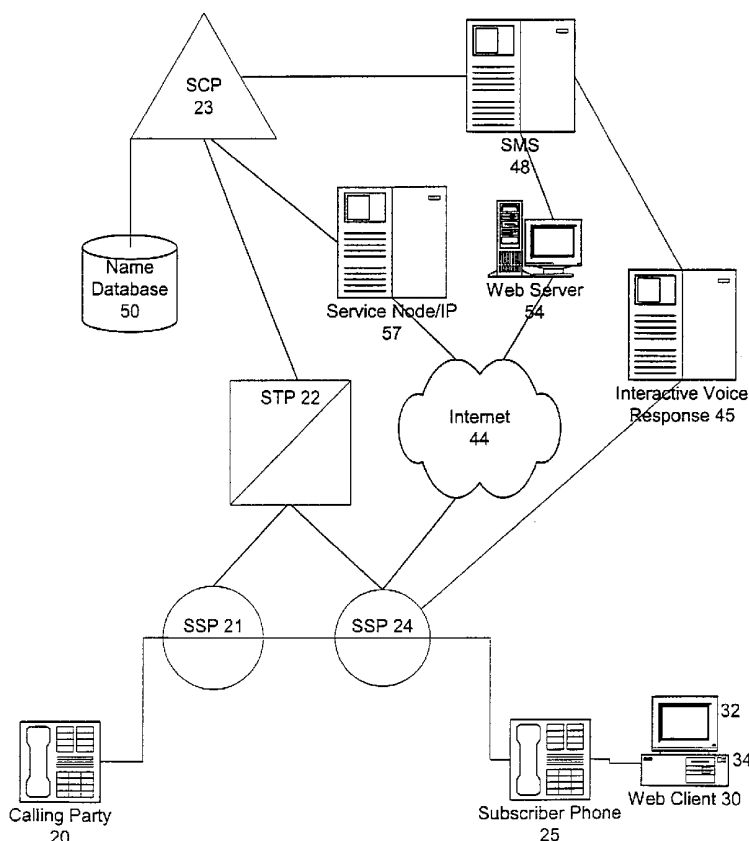 SCP
23
SMS
48
Name
Database
50
Service Node/IP
57
Web Server
54
Interactive Voice
Response 45
STP 22
Internet
44
SSP 21
SSP 24
32
34
Calling Party
20
Subscriber Phone
25
Web Client 30